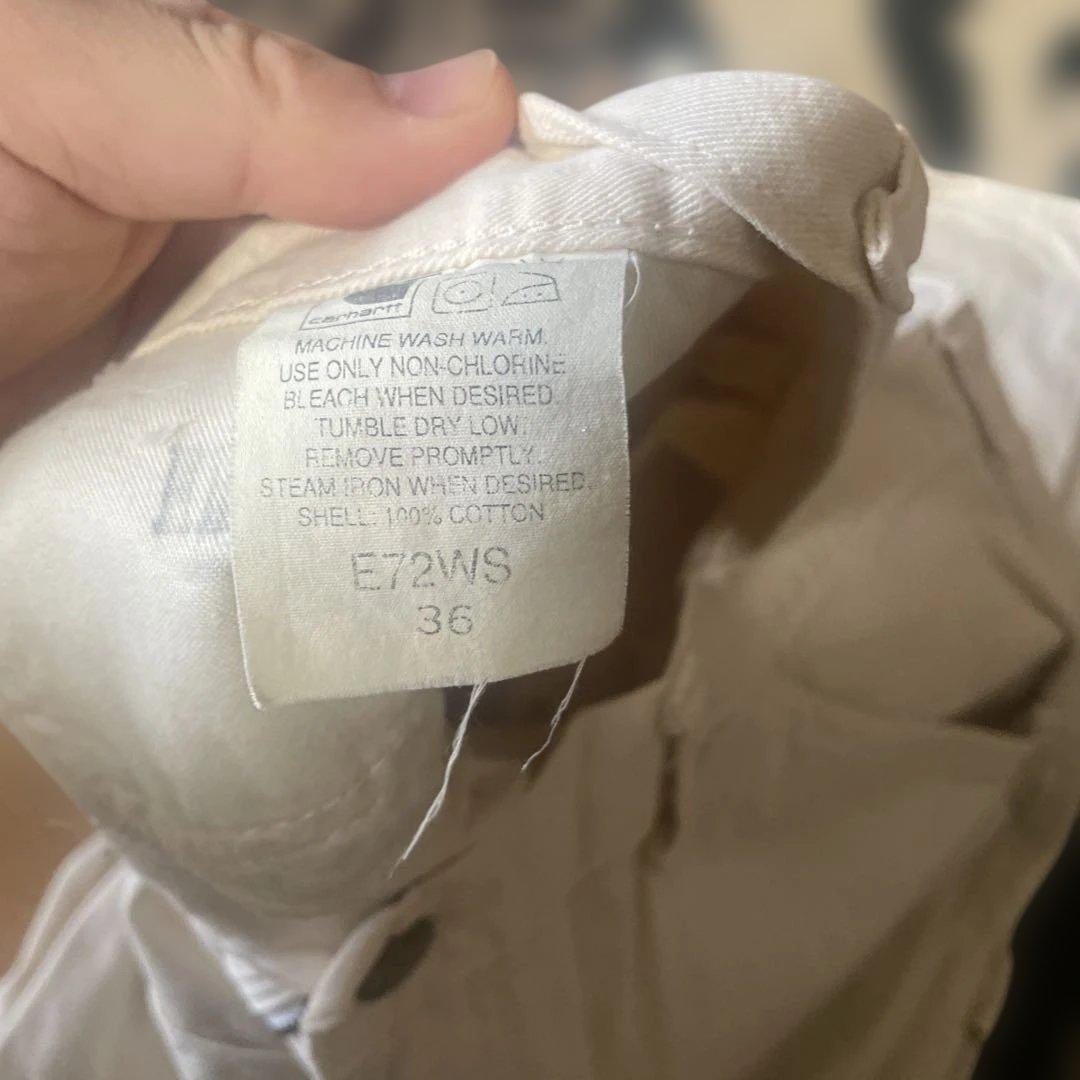 carhartt
MACHINE WASH WARM.
USE ONLY NON-CHLORINE
BLEACH WHEN DESIRED.
TUMBLE DRY LOW.
REMOVE PROMPTLY.
STEAM IRON WHEN DESIRED.
SHELL: 100% COTTON
E72WS
36